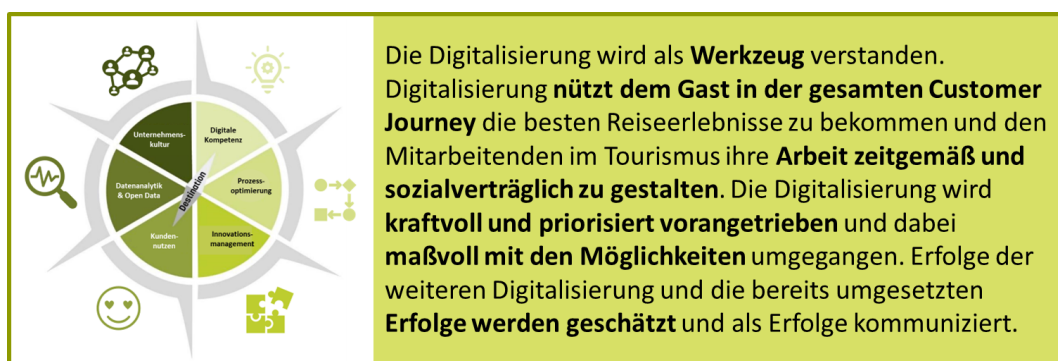 Unternehmens-
kultur
Digitale
Kompetenz
Datenanalytik
& Open Data
Destination
Prozess-
optimierung
Kunden-
nutzen
Innovations-
management
Die Digitalisierung wird als Werkzeug verstanden.
Digitalisierung nützt dem Gast in der gesamten Customer
Journey die besten Reiseerlebnisse zu bekommen und den
Mitarbeitenden im Tourismus ihre Arbeit zeitgemäß und
sozialverträglich zu gestalten. Die Digitalisierung wird
kraftvoll und priorisiert vorangetrieben und dabei
maßvoll mit den Möglichkeiten umgegangen. Erfolge der
weiteren Digitalisierung und die bereits umgesetzten
Erfolge werden geschätzt und als Erfolge kommuniziert.